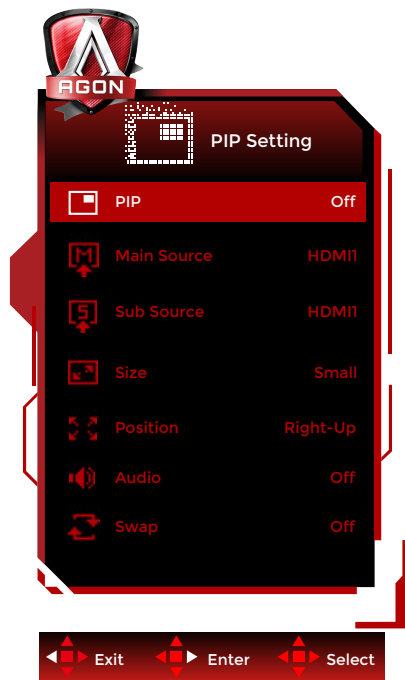 AGON
PIP Setting
PIP Off
Main Source HDMI1
Sub Source HDMI1
Size Small
Position Right-Up
Audio Off
Swap Off
Exit Enter Select